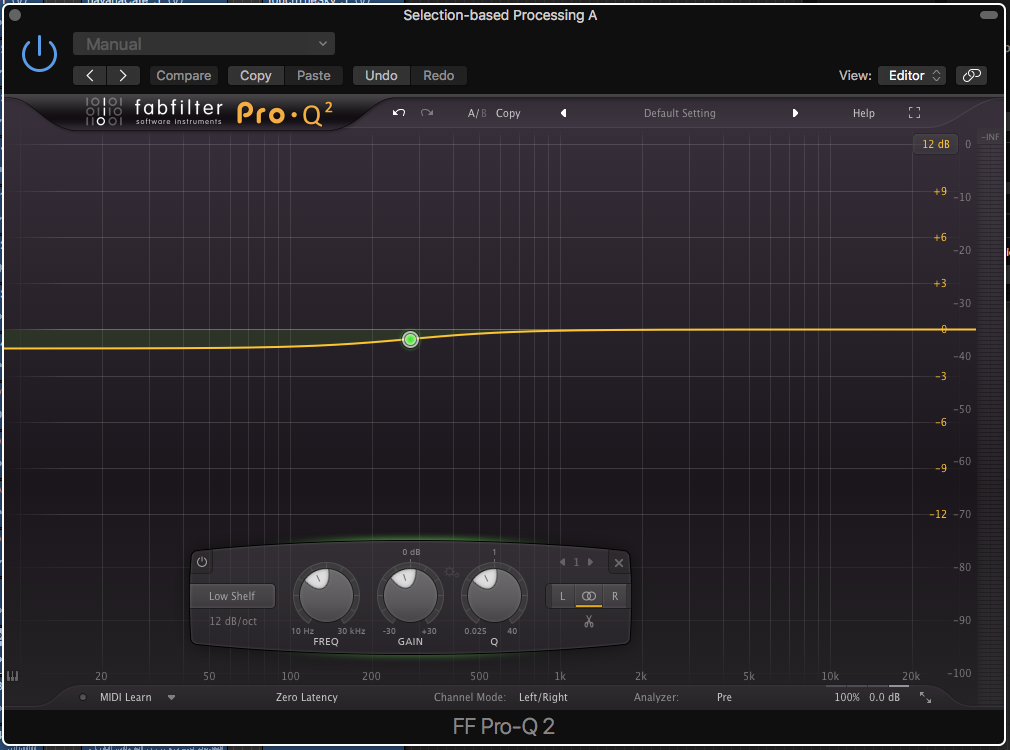 Selection-based Processing A
Manual
Compare Copy Paste Undo Redo View: Editor
fabfilter Pro·Q 2
software instruments
A/B Copy Default Setting Help
-INF
12 dB 0
+9 -10
+6 -20
+3 -30
0 -40
-3 -50
-6 -60
-9
-12 -70
-80
-90
-100
0 dB 1
1
Low Shelf L R
12 dB/oct
10 Hz 30 kHz -30 +30 0.025 40
FREQ GAIN Q
20 50 100 200 500 1k 2k 5k 10k 20k
MIDI Learn Zero Latency Channel Mode: Left/Right Analyzer: Pre 100% 0.0 dB
FF Pro-Q 2